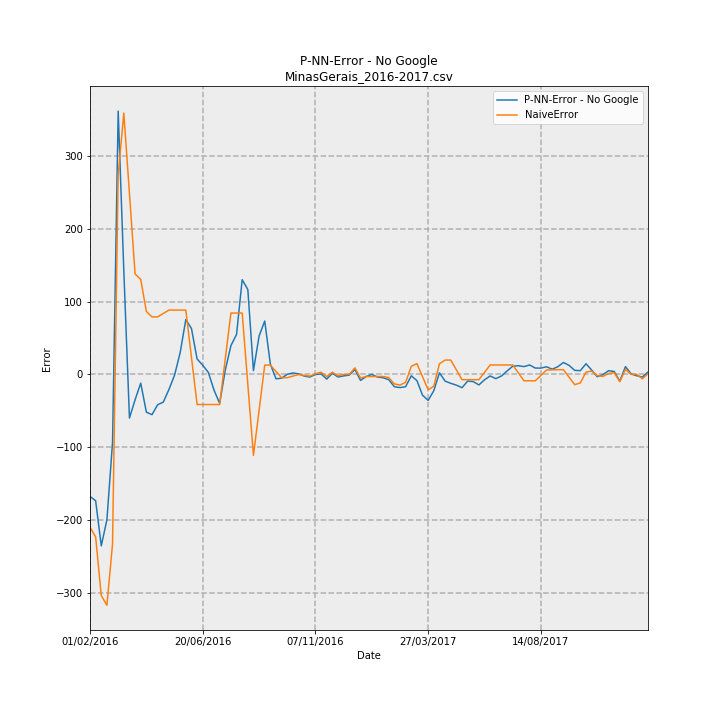 P-NN-Error - No Google
MinasGerais_2016-2017.csv
P-NN-Error - No Google
NaiveError
Error
300
200
100
0
−100
−200
−300
01/02/2016
20/06/2016
07/11/2016
27/03/2017
14/08/2017
Date